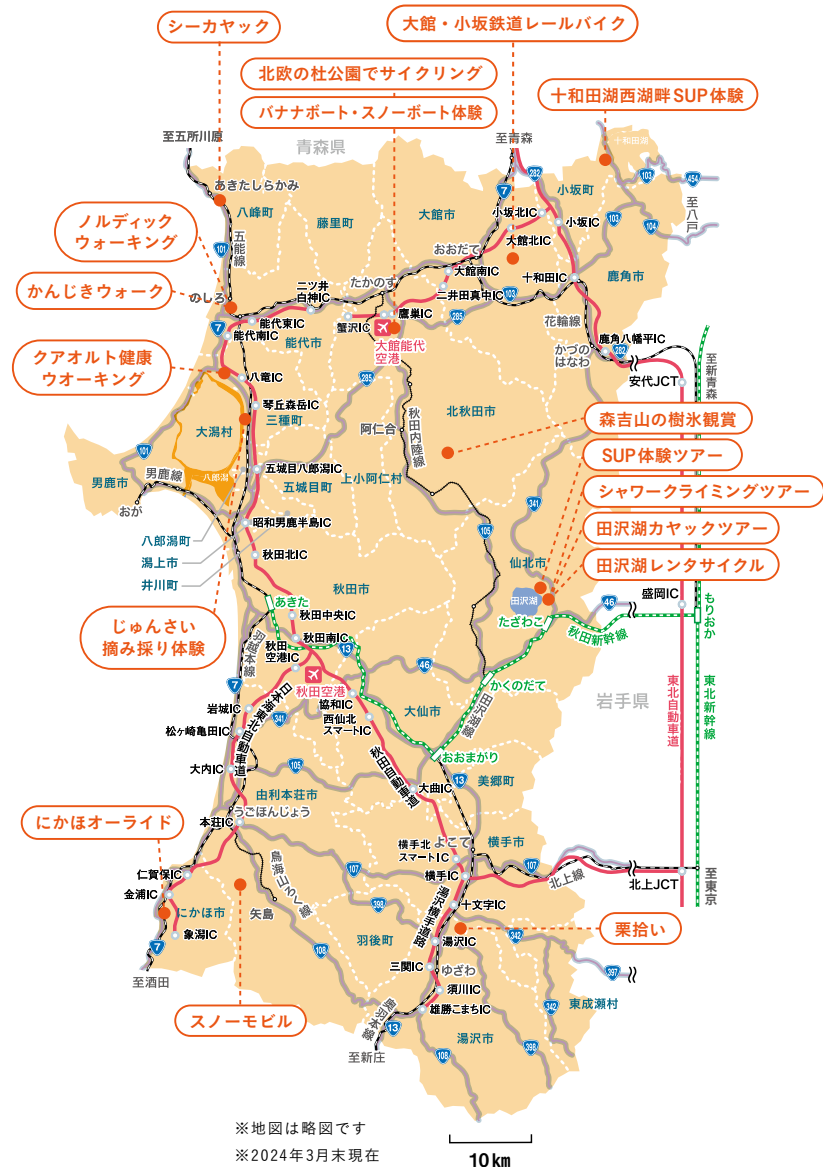 シーカヤック
大館・小坂鉄道レールバイク
北欧の杜公園でサイクリング
バナナボート・スノーボート体験
十和田湖西湖畔SUP体験
至五所川原
青森県
至青森
十和田湖
282
103
454
あきたしらかみ
7
小坂町
至八戸
八峰町
藤里町
大館市
小坂北IC
小坂IC
103
104
ノルディック
ウォーキング
101
五能線
おおだて
大館北IC
鹿角市
大館南IC
十和田IC
かんじきウォーク
のしろ
二ツ井
白神IC
たかのす
二井田真中IC
103
7
能代東IC
蟹沢IC
鷹巣IC
285
花輪線
能代南IC
能代市
大館能代
空港
鹿角八幡平IC
282
かづの
はなわ
至新青森
クアオルト健康
ウオーキング
八竜IC
285
安代JCT
琴丘森岳IC
北秋田市
大潟村
三種町
阿仁合
秋田内陸線
森吉山の樹氷観賞
101
SUP体験ツアー
男鹿線
八郎潟
五城目八郎潟IC
上小阿仁村
シャワークライミングツアー
男鹿市
五城目町
341
おが
田沢湖カヤックツアー
昭和男鹿半島IC
105
八郎潟町
潟上市
井川町
秋田北IC
仙北市
田沢湖レンタサイクル
秋田市
田沢湖
盛岡IC
あきた
秋田中央IC
たざわこ
46
もりおか
じゅんさい
摘み採り体験
秋田南IC
秋田新幹線
羽越本線
秋田
空港IC
13
46
7
秋田空港
かくのだて
岩手県
東北自動車道
東北新幹線
岩城IC
日本海東北自動車道
協和IC
田沢湖線
341
西仙北
スマートIC
大仙市
松ヶ崎亀田IC
秋田自動車道
おおまがり
大内IC
105
13
美郷町
大曲IC
由利本荘市
うごほんじょう
にかほオーライド
本荘IC
横手北
スマートIC
よこて
横手市
107
鳥海山ろく線
107
横手IC
北上線
北上JCT
至東京
仁賀保IC
金浦IC
398
湯沢横手道路
十文字IC
にかほ市
矢島
栗拾い
羽後町
342
7
象潟IC
湯沢IC
108
三関IC
ゆざわ
397
至酒田
須川IC
東成瀬村
スノーモビル
奥羽本線
雄勝こまちIC
342
13
湯沢市
398
至新庄
108
※地図は略図です
※2024年3月末現在
10km